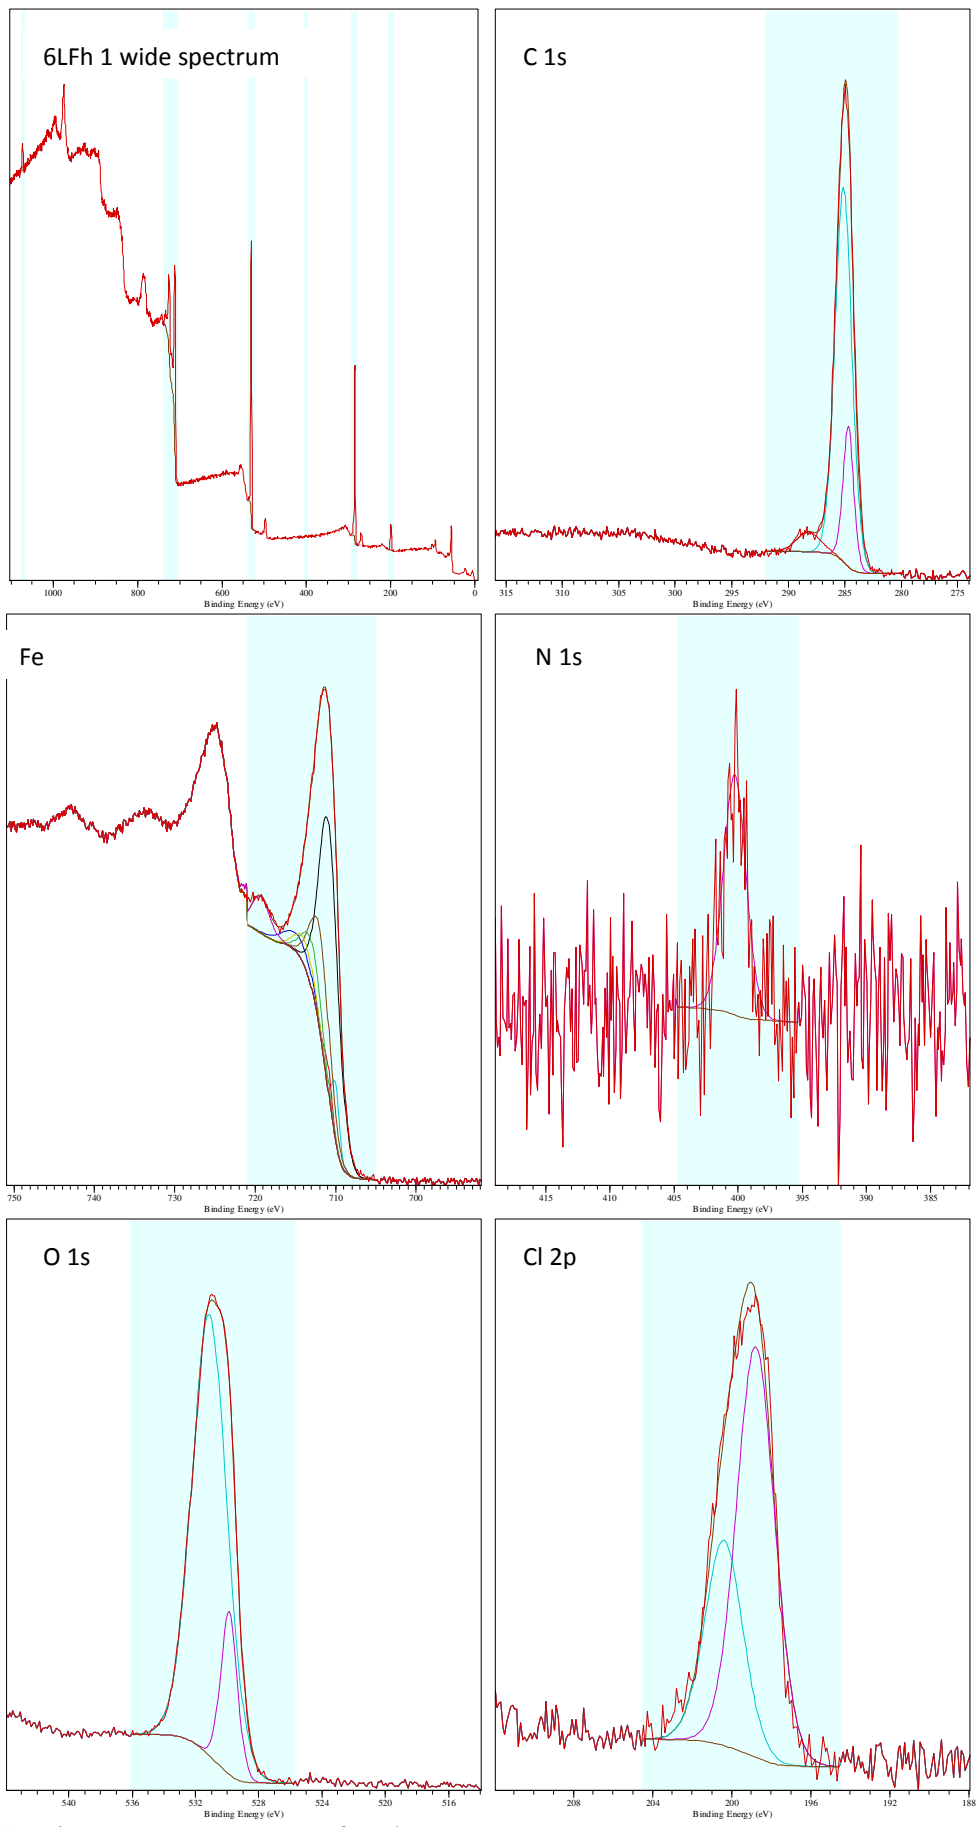 6LFh 1 wide spectrum
1000 800 600 400 200 0
Binding Energy (eV)
C 1s
315 310 305 300 295 290 285 280 275
Binding Energy (eV)
Fe
750 740 730 720 710 700
Binding Energy (eV)
N 1s
415 410 405 400 395 390 385
Binding Energy (eV)
O 1s
540 536 532 528 524 520 516
Binding Energy (eV)
Cl 2p
208 204 200 196 192 188
Binding Energy (eV)